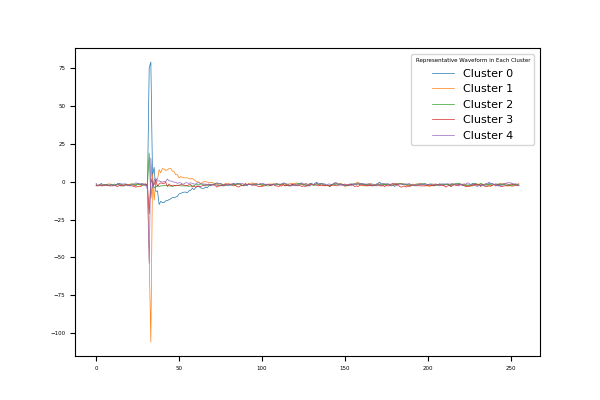 Representative Waveform in Each Cluster
Cluster 0
Cluster 1
Cluster 2
Cluster 3
Cluster 4
75
50
25
0
−25
−50
−75
−100
0 50 100 150 200 250